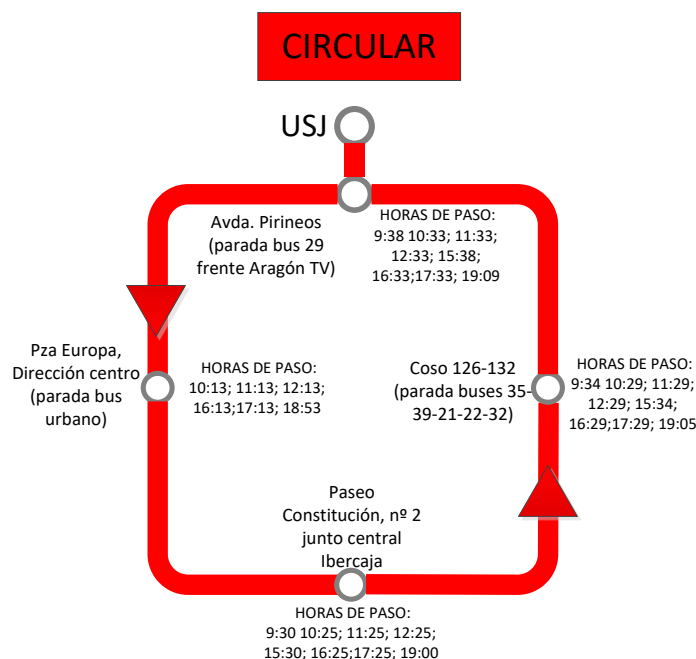 CIRCULAR
USJ
Avda. Pirineos
(parada bus 29
frente Aragón TV)
HORAS DE PASO:
9:38 10:33; 11:33;
12:33; 15:38;
16:33;17:33; 19:09
Pza Europa,
Dirección centro
(parada bus
urbano)
HORAS DE PASO:
10:13; 11:13; 12:13;
16:13;17:13; 18:53
Coso 126-132
(parada buses 35-
39-21-22-32)
HORAS DE PASO:
9:34 10:29; 11:29;
12:29; 15:34;
16:29;17:29; 19:05
Paseo
Constitución, nº 2
junto central
Ibercaja
HORAS DE PASO:
9:30 10:25; 11:25; 12:25;
15:30; 16:25;17:25; 19:00